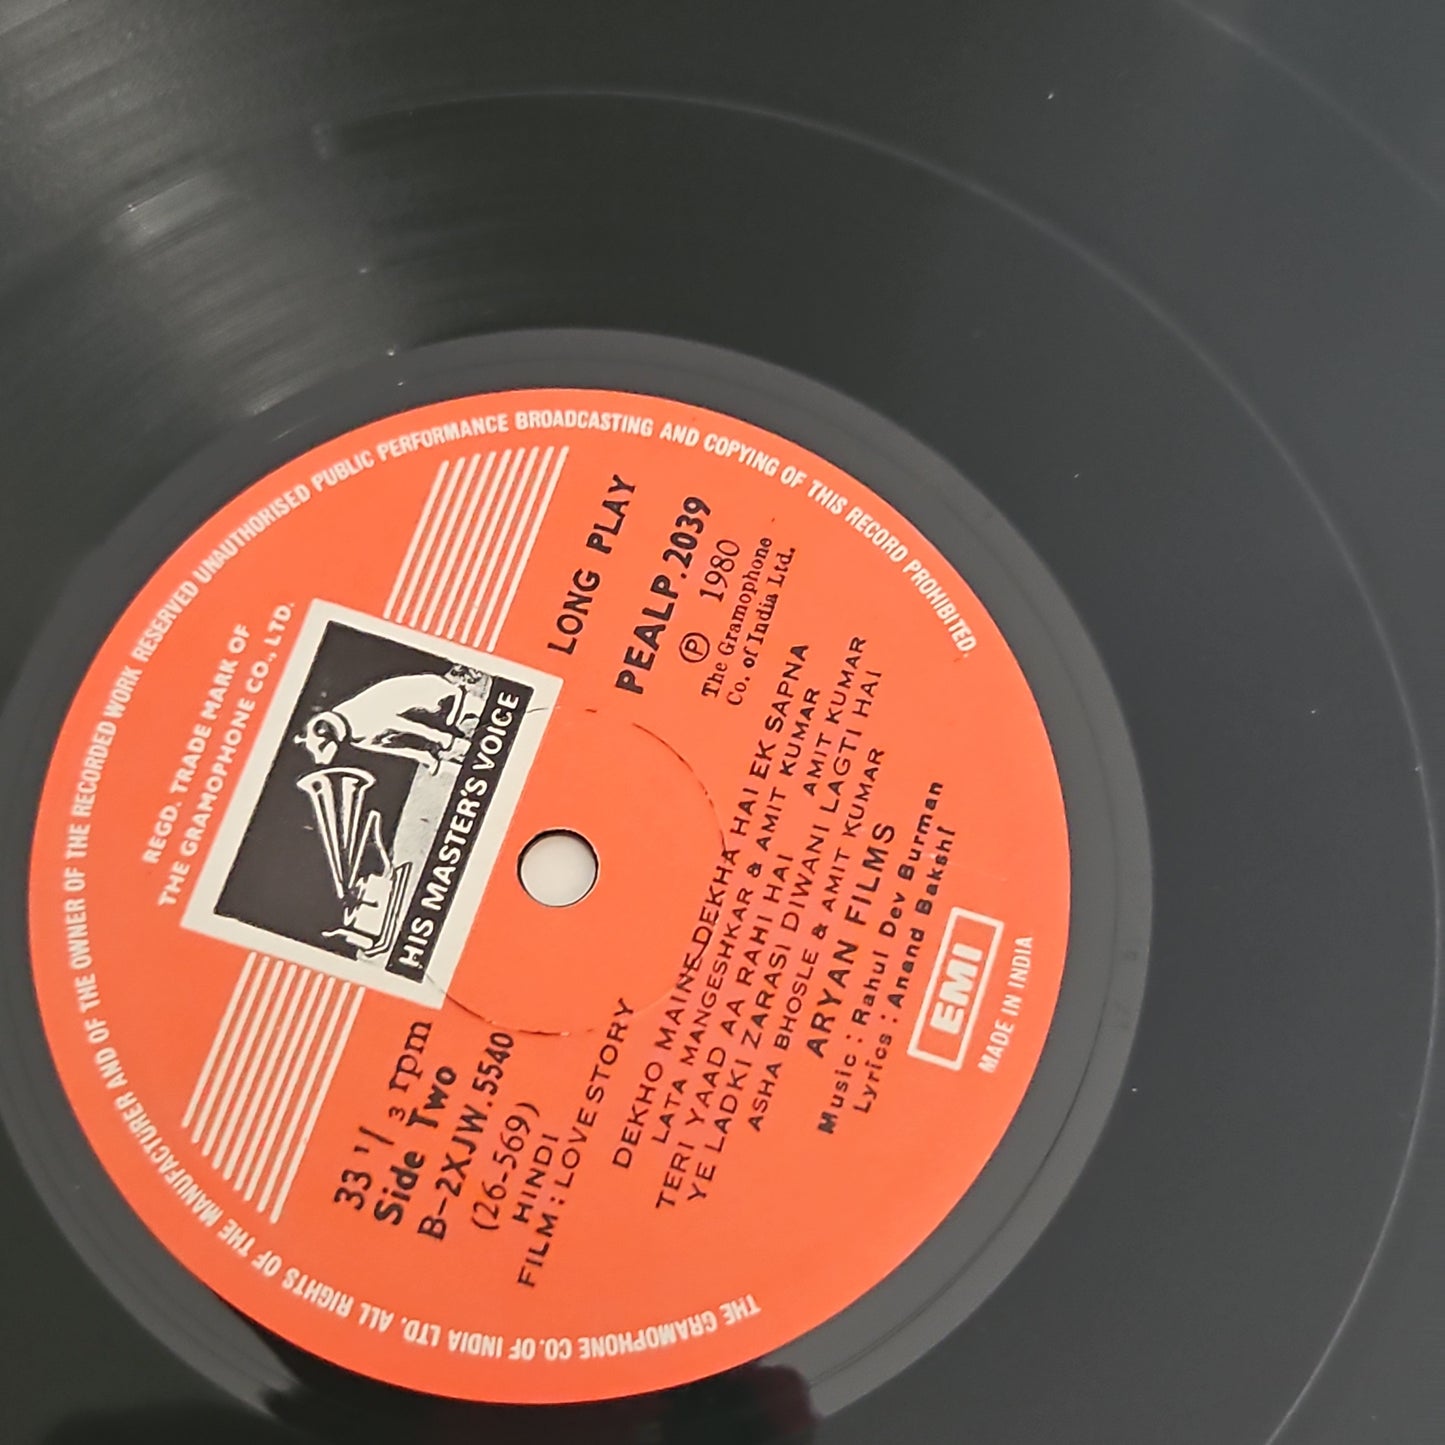 THE GRAMOPHONE CO. OF INDIA LTD. ALL RIGHTS OF THE MANUFACTURER AND OF THE OWNER OF THE RECORDED WORK RESERVED UNAUTHORISED PUBLIC PERFORMANCE BROADCASTING AND COPYING OF THIS RECORD PROHIBITED.
REGD. TRADE MARK OF
THE GRAMOPHONE CO., LTD.
HIS MASTER'S VOICE
33 1/3 rpm
Side Two
B-2XJW.5540
(26-569)
HINDI
FILM : LOVE STORY
LONG PLAY
PEALP.2039
Ⓟ 1980
The Gramophone
Co. of India Ltd.
DEKHO MAINE DEKHA HAI EK SAPNA
LATA MANGESHKAR & AMIT KUMAR
TERI YAAD AA RAHI HAI AMIT KUMAR
YE LADKI ZARASI DIWANI LAGTI HAI
ASHA BHOSLE & AMIT KUMAR
ARYAN FILMS
Music : Rahul Dev Burman
Lyrics : Anand Bakshi
EMI
MADE IN INDIA